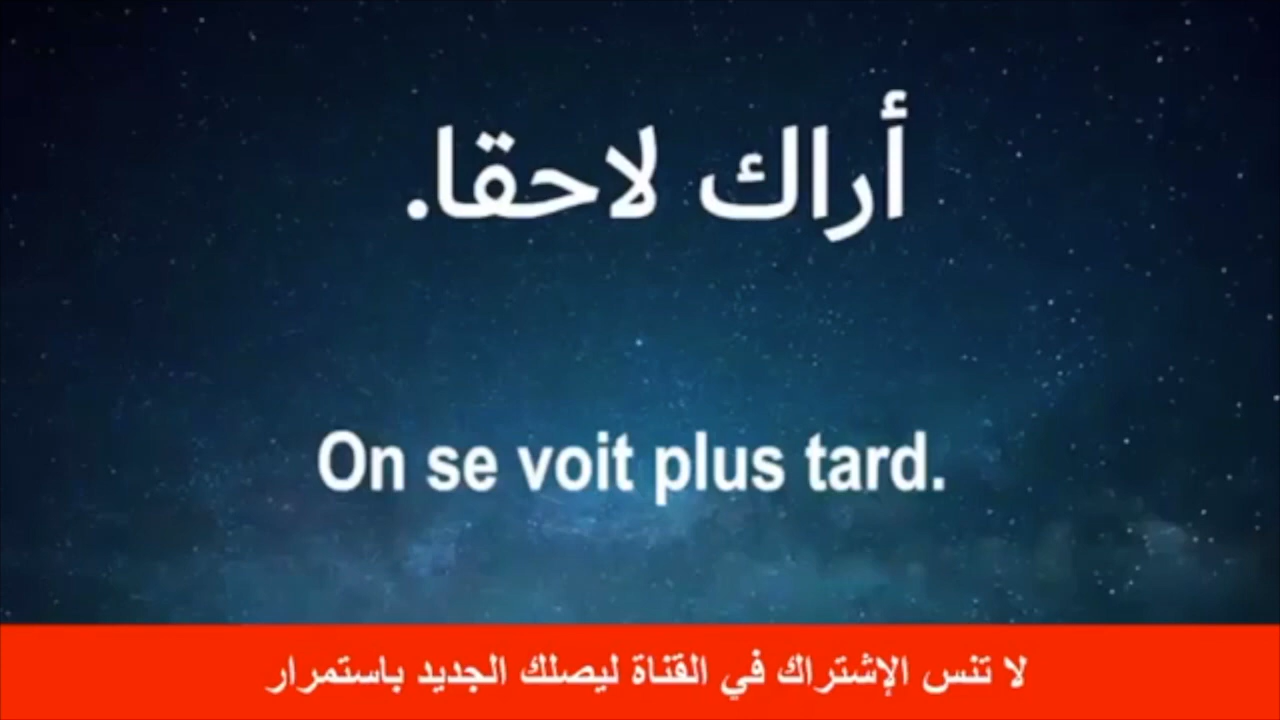 أراك لاحقا.
On se voit plus tard.
لا تنس الإشتراك في القناة ليصلك الجديد باستمرار